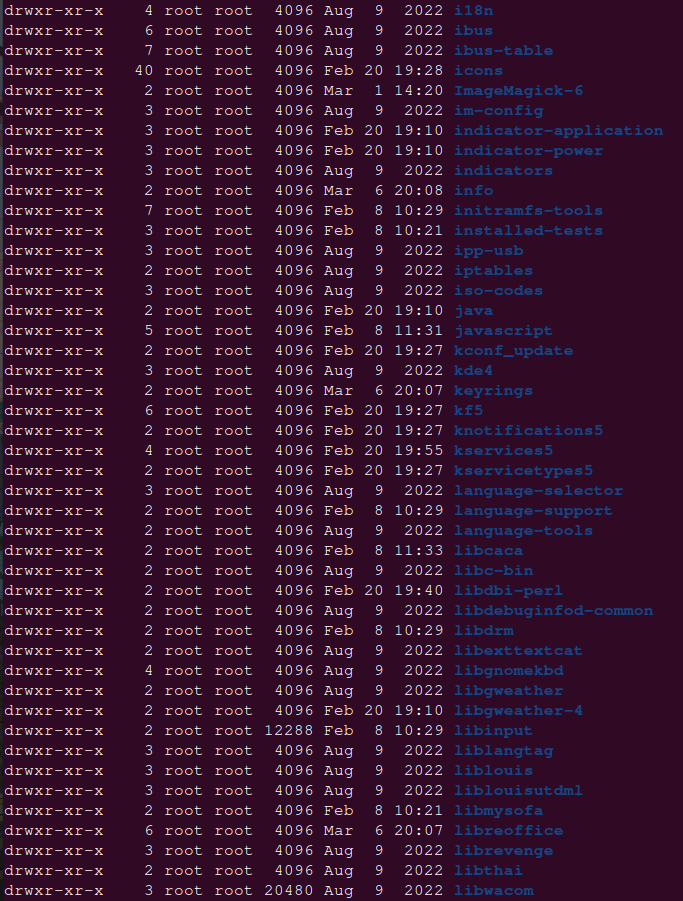 drwxr-xr-x    4 root root  4096 Aug  9  2022 i18n
drwxr-xr-x    6 root root  4096 Aug  9  2022 ibus
drwxr-xr-x    7 root root  4096 Aug  9  2022 ibus-table
drwxr-xr-x   40 root root  4096 Feb 20 19:28 icons
drwxr-xr-x    2 root root  4096 Mar  1 14:20 ImageMagick-6
drwxr-xr-x    3 root root  4096 Aug  9  2022 im-config
drwxr-xr-x    3 root root  4096 Feb 20 19:10 indicator-application
drwxr-xr-x    3 root root  4096 Feb 20 19:10 indicator-power
drwxr-xr-x    3 root root  4096 Aug  9  2022 indicators
drwxr-xr-x    2 root root  4096 Mar  6 20:08 info
drwxr-xr-x    7 root root  4096 Feb  8 10:29 initramfs-tools
drwxr-xr-x    3 root root  4096 Feb  8 10:21 installed-tests
drwxr-xr-x    3 root root  4096 Aug  9  2022 ipp-usb
drwxr-xr-x    2 root root  4096 Aug  9  2022 iptables
drwxr-xr-x    3 root root  4096 Aug  9  2022 iso-codes
drwxr-xr-x    2 root root  4096 Feb 20 19:10 java
drwxr-xr-x    5 root root  4096 Feb  8 11:31 javascript
drwxr-xr-x    2 root root  4096 Feb 20 19:27 kconf_update
drwxr-xr-x    3 root root  4096 Aug  9  2022 kde4
drwxr-xr-x    2 root root  4096 Mar  6 20:07 keyrings
drwxr-xr-x    6 root root  4096 Feb 20 19:27 kf5
drwxr-xr-x    2 root root  4096 Feb 20 19:27 knotifications5
drwxr-xr-x    4 root root  4096 Feb 20 19:55 kservices5
drwxr-xr-x    2 root root  4096 Feb 20 19:27 kservicetypes5
drwxr-xr-x    3 root root  4096 Aug  9  2022 language-selector
drwxr-xr-x    2 root root  4096 Feb  8 10:29 language-support
drwxr-xr-x    2 root root  4096 Aug  9  2022 language-tools
drwxr-xr-x    2 root root  4096 Feb  8 11:33 libcaca
drwxr-xr-x    2 root root  4096 Aug  9  2022 libc-bin
drwxr-xr-x    2 root root  4096 Feb 20 19:40 libdbi-perl
drwxr-xr-x    2 root root  4096 Aug  9  2022 libdebuginfod-common
drwxr-xr-x    2 root root  4096 Feb  8 10:29 libdrm
drwxr-xr-x    2 root root  4096 Aug  9  2022 libexttextcat
drwxr-xr-x    4 root root  4096 Aug  9  2022 libgnomekbd
drwxr-xr-x    2 root root  4096 Aug  9  2022 libgweather
drwxr-xr-x    2 root root  4096 Feb 20 19:10 libgweather-4
drwxr-xr-x    2 root root 12288 Feb  8 10:29 libinput
drwxr-xr-x    3 root root  4096 Aug  9  2022 liblangtag
drwxr-xr-x    3 root root  4096 Aug  9  2022 liblouis
drwxr-xr-x    3 root root  4096 Aug  9  2022 liblouisutdml
drwxr-xr-x    2 root root  4096 Feb  8 10:21 libmysofa
drwxr-xr-x    6 root root  4096 Mar  6 20:07 libreoffice
drwxr-xr-x    3 root root  4096 Aug  9  2022 librevenge
drwxr-xr-x    2 root root  4096 Aug  9  2022 libthai
drwxr-xr-x    3 root root 20480 Aug  9  2022 libwacom